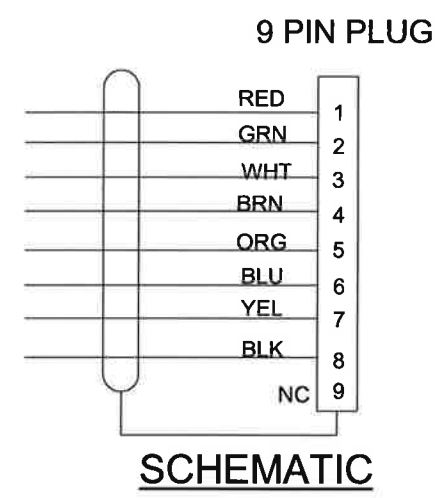 9 PIN PLUG
RED 1
GRN 2
WHT 3
BRN 4
ORG 5
BLU 6
YEL 7
BLK 8
NC 9
SCHEMATIC